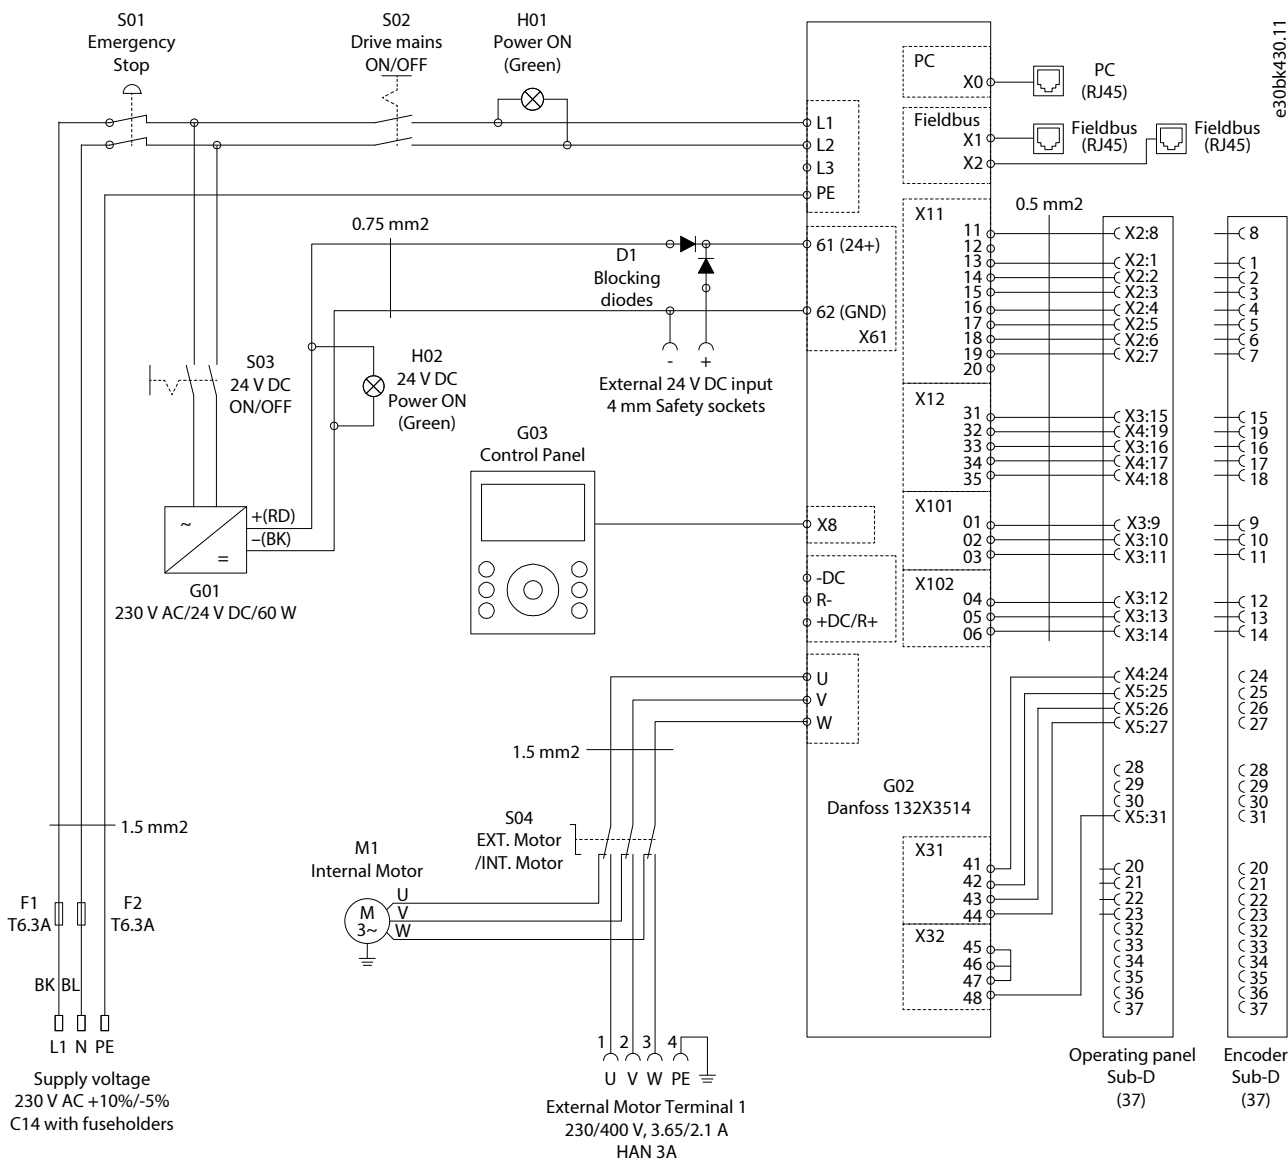 S01
Emergency
Stop
S02
Drive mains
ON/OFF
H01
Power ON
(Green)
e30bk430.11
L1
L2
L3
PE
PC
X0
PC
(RJ45)
Fieldbus
X1
X2
Fieldbus
(RJ45)
Fieldbus
(RJ45)
0.75 mm2
D1
Blocking
diodes
61 (24+)
62 (GND)
X61
-
+
External 24 V DC input
4 mm Safety sockets
S03
24 V DC
ON/OFF
H02
24 V DC
Power ON
(Green)
G03
Control Panel
~
=
+(RD)
–(BK)
G01
230 V AC/24 V DC/60 W
X8
-DC
R-
+DC/R+
U
V
W
1.5 mm2
S04
EXT. Motor
/INT. Motor
M1
Internal Motor
M
3~
U
V
W
G02
Danfoss 132X3514
0.5 mm2
X11
11
12
13
14
15
16
17
18
19
20
X12
31
32
33
34
35
X101
01
02
03
X102
04
05
06
X31
41
42
43
44
X32
45
46
47
48
X2:8
X2:1
X2:2
X2:3
X2:4
X2:5
X2:6
X2:7
X3:15
X4:19
X3:16
X4:17
X4:18
X3:9
X3:10
X3:11
X3:12
X3:13
X3:14
X4:24
X5:25
X5:26
X5:27
28
29
30
X5:31
20
21
22
23
32
33
34
35
36
37
Operating panel
Sub-D
(37)
8
1
2
3
4
5
6
7
15
19
16
17
18
9
10
11
12
13
14
24
25
26
27
28
29
30
31
20
21
22
23
32
33
34
35
36
37
Encoder
Sub-D
(37)
1.5 mm2
F1
T6.3A
F2
T6.3A
BK BL
L1 N PE
Supply voltage
230 V AC +10%/-5%
C14 with fuseholders
1 2 3 4
U V W PE
External Motor Terminal 1
230/400 V, 3.65/2.1 A
HAN 3A